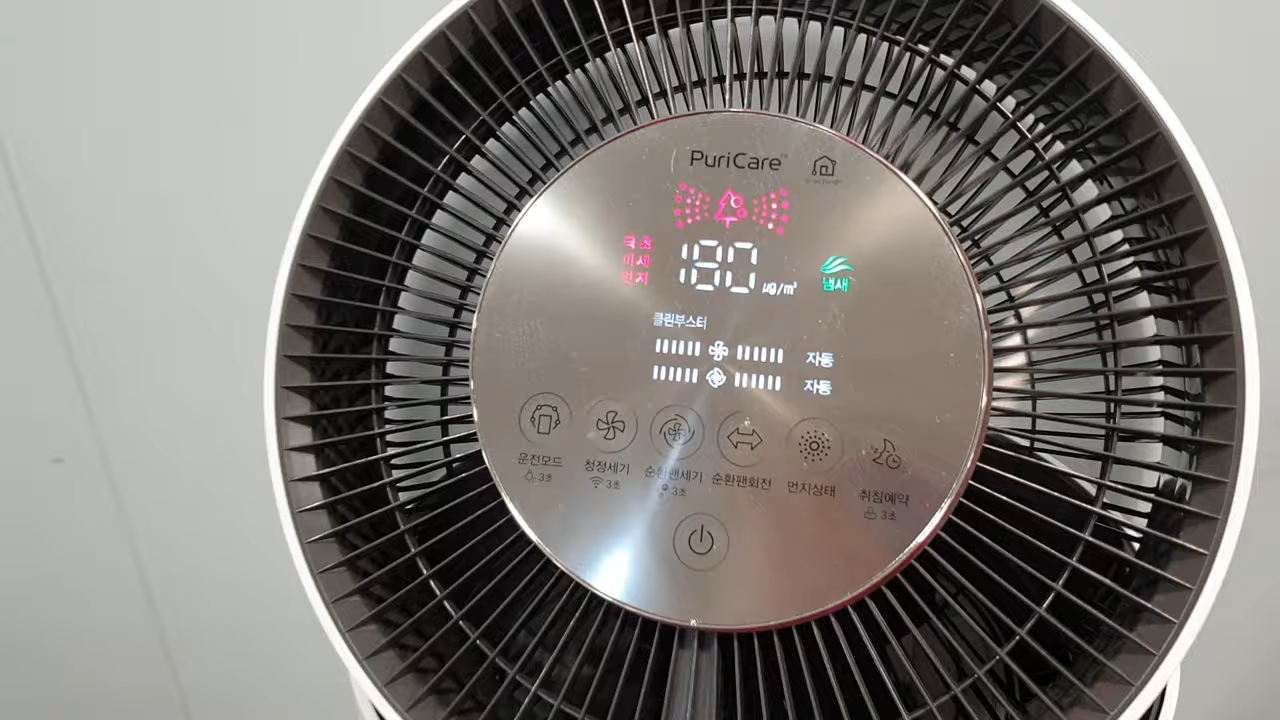 PuriCare
극초
미세
먼지
180 μg/m³
냄새
클린부스터
자동
자동
운전모드 청정세기 순환팬세기 순환팬회전 먼지상태 취침예약
3초 3초 3초 3초